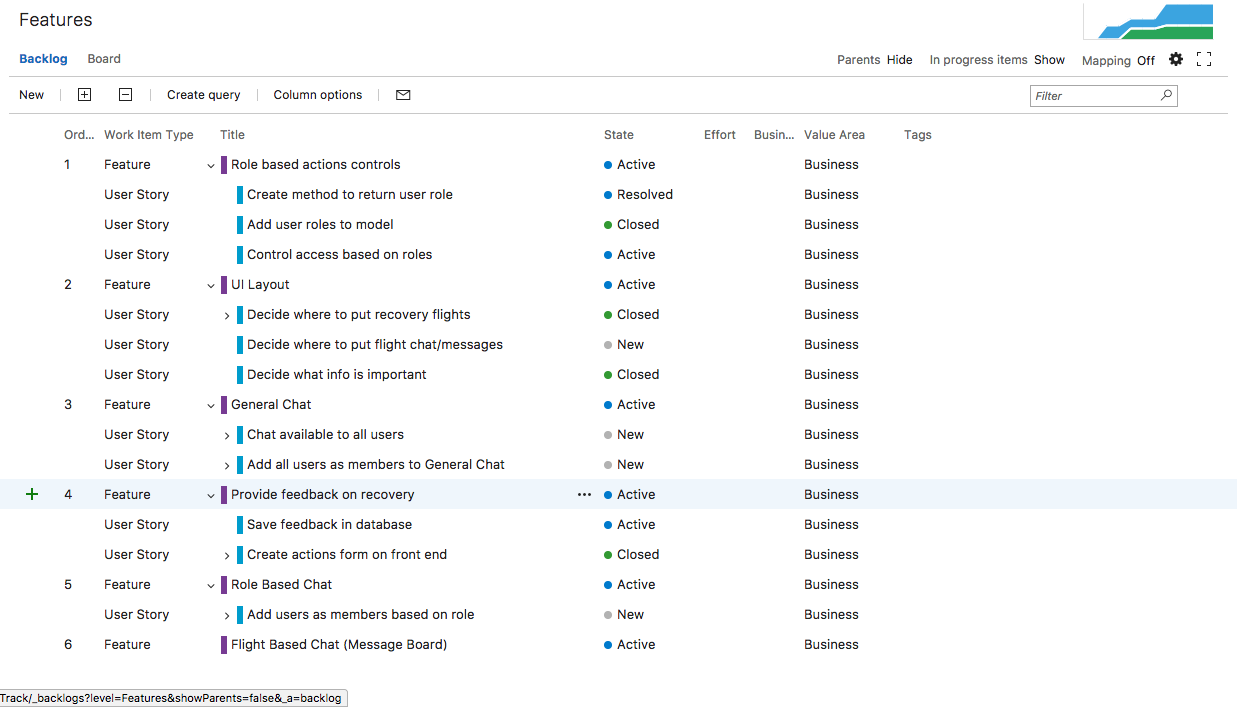 Features
Backlog Board
Parents Hide In progress items Show Mapping Off
New Create query Column options Filter
Ord... Work Item Type Title State Effort Busin... Value Area Tags
1 Feature Role based actions controls Active Business
User Story Create method to return user role Resolved Business
User Story Add user roles to model Closed Business
User Story Control access based on roles Active Business
2 Feature UI Layout Active Business
User Story Decide where to put recovery flights Closed Business
User Story Decide where to put flight chat/messages New Business
User Story Decide what info is important Closed Business
3 Feature General Chat Active Business
User Story Chat available to all users New Business
User Story Add all users as members to General Chat New Business
4 Feature Provide feedback on recovery ... Active Business
User Story Save feedback in database Active Business
User Story Create actions form on front end Closed Business
5 Feature Role Based Chat Active Business
User Story Add users as members based on role New Business
6 Feature Flight Based Chat (Message Board) Active Business
Track/_backlogs?level=Features&showParents=false&_a=backlog